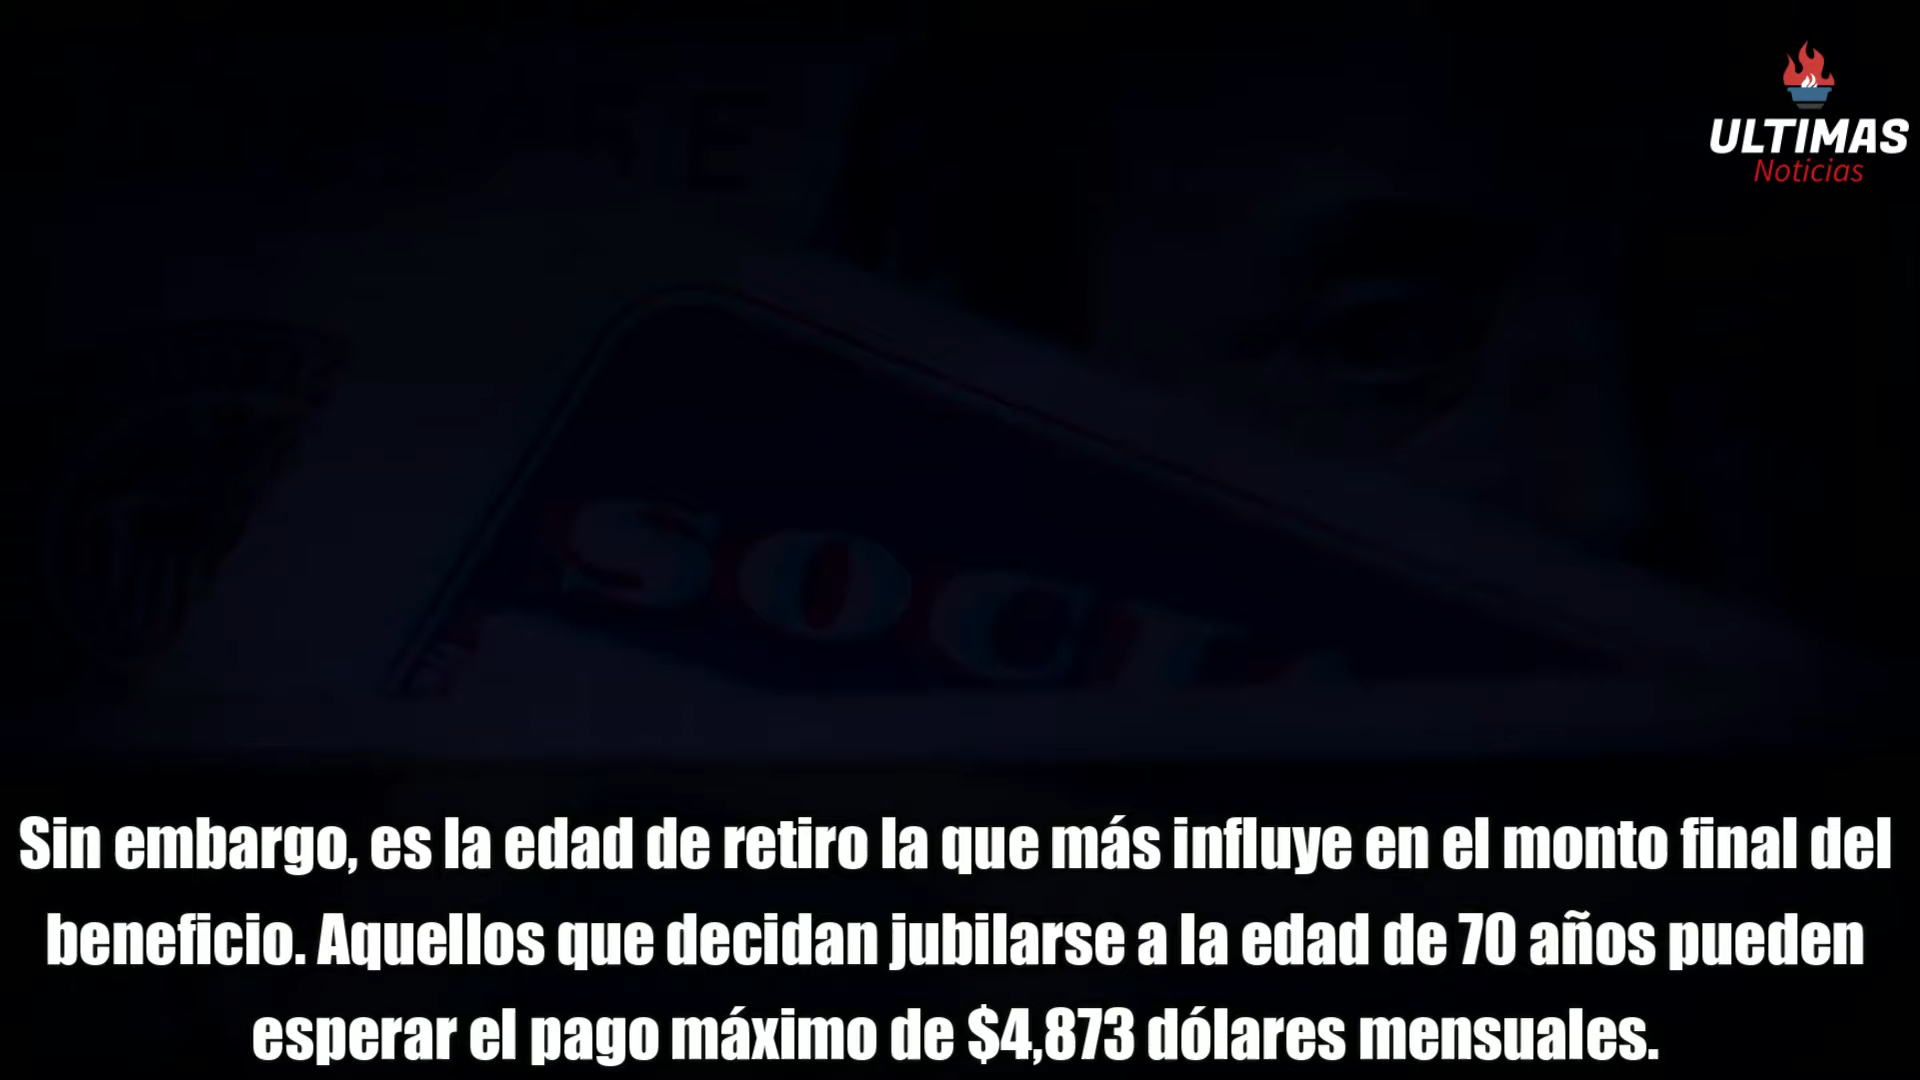 ULTIMAS
Noticias
SOCI
Sin embargo, es la edad de retiro la que más influye en el monto final del
beneficio. Aquellos que decidan jubilarse a la edad de 70 años pueden
esperar el pago máximo de $4,873 dólares mensuales.